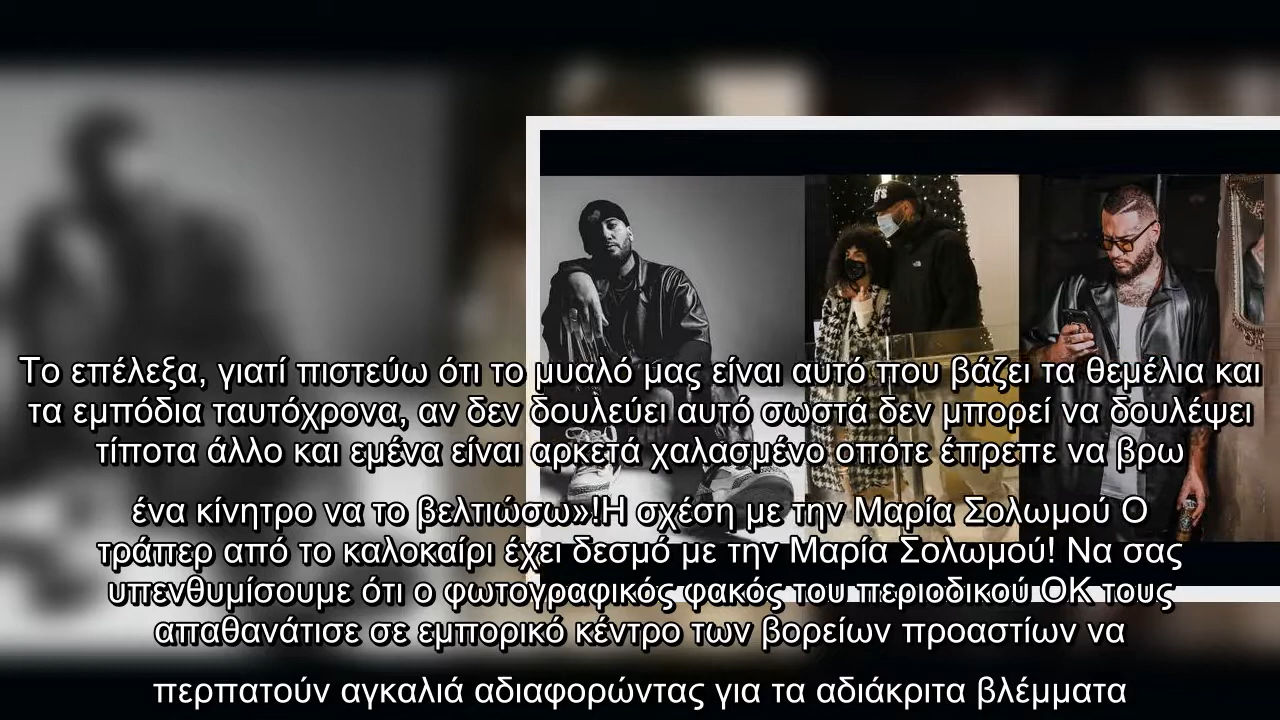 Το επέλεξα, γιατί πιστεύω ότι το μυαλό μας είναι αυτό που βάζει τα θεμέλια και
τα εμπόδια ταυτόχρονα, αν δεν δουλεύει αυτό σωστά δεν μπορεί να δουλέψει
τίποτα άλλο και εμένα είναι αρκετά χαλασμένο οπότε έπρεπε να βρω
ένα κίνητρο να το βελτιώσω»!Η σχέση με την Μαρία Σολωμού Ο
τράπερ από το καλοκαίρι έχει δεσμό με την Μαρία Σολωμού! Να σας
υπενθυμίσουμε ότι ο φωτογραφικός φακός του περιοδικού ΟΚ τους
απαθανάτισε σε εμπορικό κέντρο των βορείων προαστίων να
περπατούν αγκαλιά αδιαφορώντας για τα αδιάκριτα βλέμματα